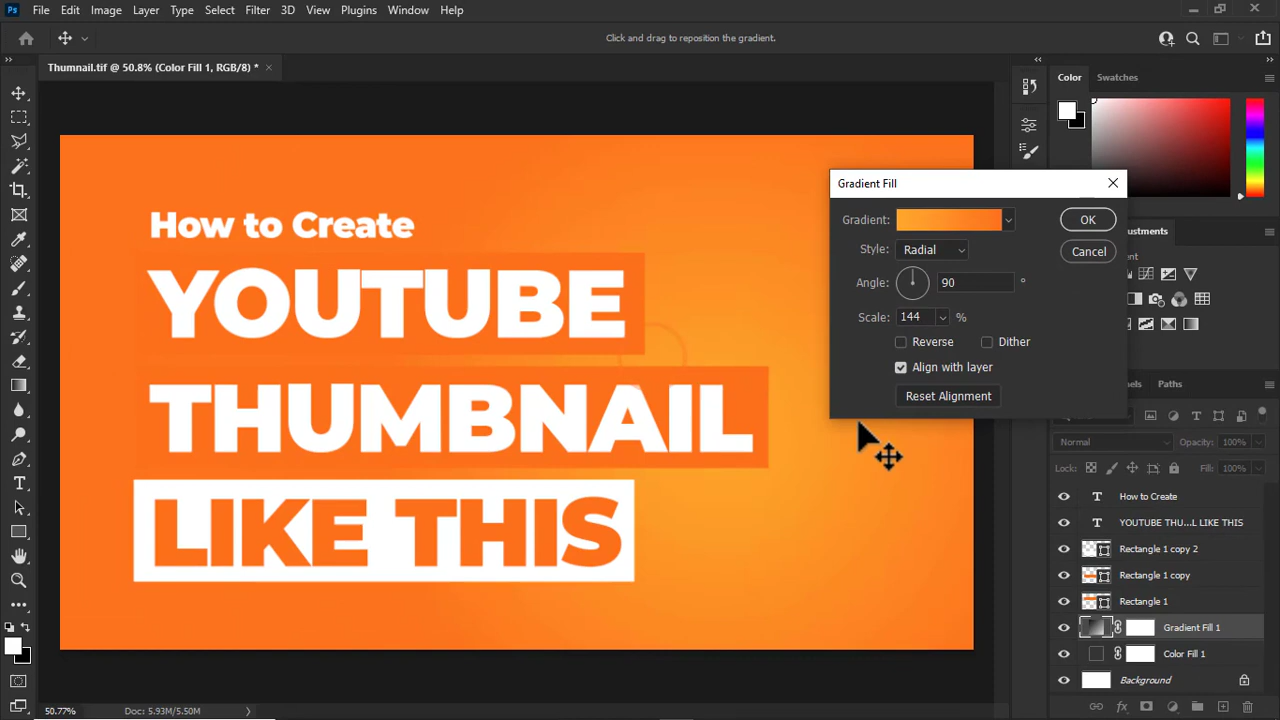 Ps File Edit Image Layer Type Select Filter 3D View Plugins Window Help
Click and drag to reposition the gradient.
Thumnail.tif @ 50.8% (Color Fill 1, RGB/8) *
Color Swatches
How to Create
YOUTUBE
THUMBNAIL
LIKE THIS
Gradient Fill
Gradient:
OK
Style: Radial
Cancel
Angle: 90 °
Scale: 144 %
Reverse Dither
Align with layer
Reset Alignment
Paths
Normal Opacity: 100%
Lock: Fill: 100%
T How to Create
T YOUTUBE THU...L LIKE THIS
Rectangle 1 copy 2
Rectangle 1 copy
Rectangle 1
Gradient Fill 1
Color Fill 1
Background
50.77% Doc: 5.93M/5.50M